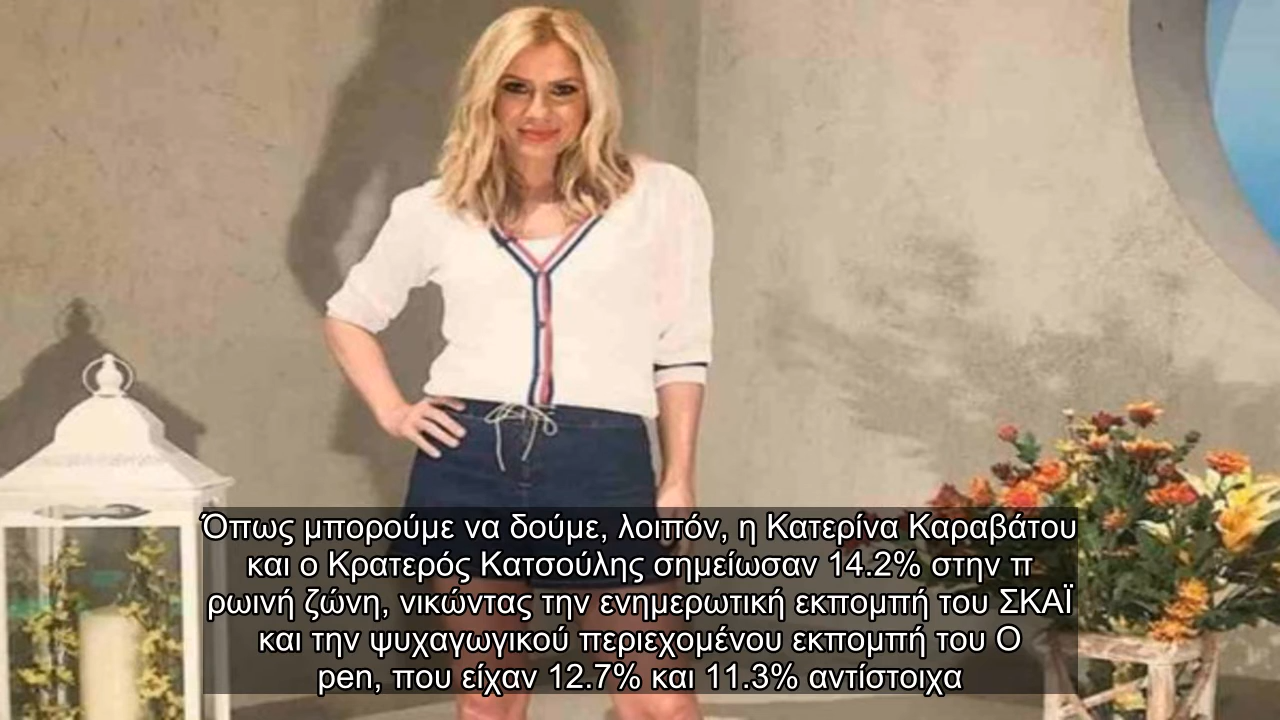 Όπως μπορούμε να δούμε, λοιπόν, η Κατερίνα Καραβάτου
και ο Κρατερός Κατσούλης σημείωσαν 14.2% στην π
ρωινή ζώνη, νικώντας την ενημερωτική εκπομπή του ΣΚΑΪ
και την ψυχαγωγικού περιεχομένου εκπομπή του Ο
pen, που είχαν 12.7% και 11.3% αντίστοιχα